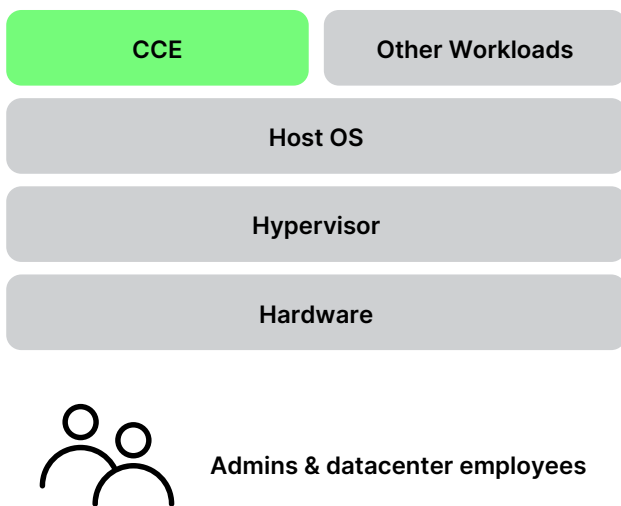 CCE
Other Workloads
Host OS
Hypervisor
Hardware
Admins & datacenter employees